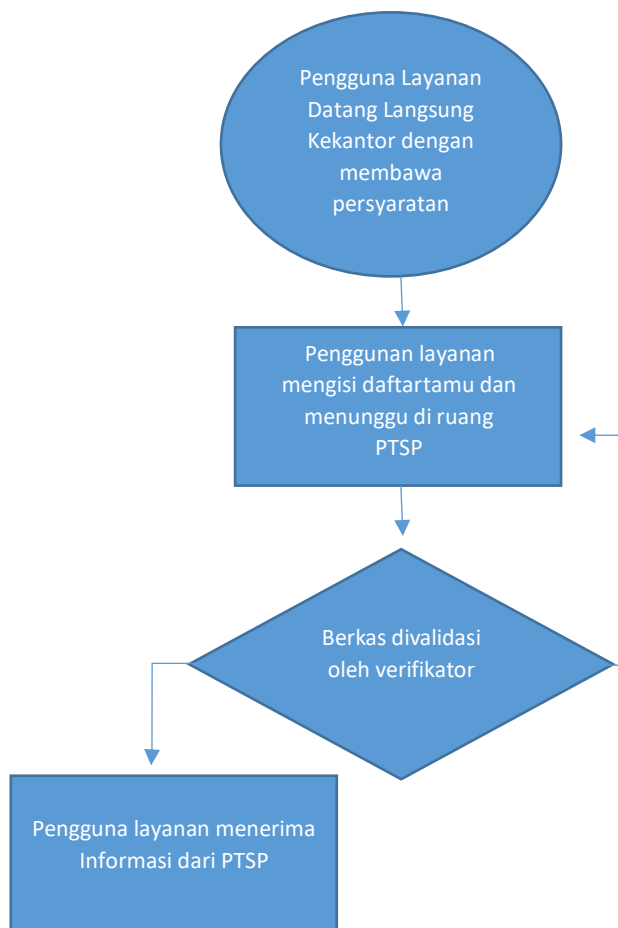 Pengguna Layanan
Datang Langsung
Kekantor dengan
membawa
persyaratan
Penggunan layanan
mengisi daftartamu dan
menunggu di ruang
PTSP
Berkas divalidasi
oleh verifikator
Pengguna layanan menerima
Informasi dari PTSP